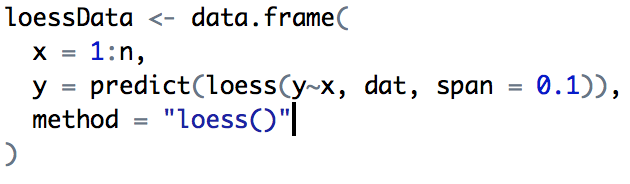 loessData <- data.frame(
  x = 1:n,
  y = predict(loess(y~x, dat, span = 0.1)),
  method = "loess()"
)